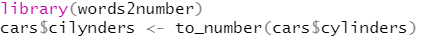 library(words2number)
cars$cilynders <- to_number(cars$cylinders)